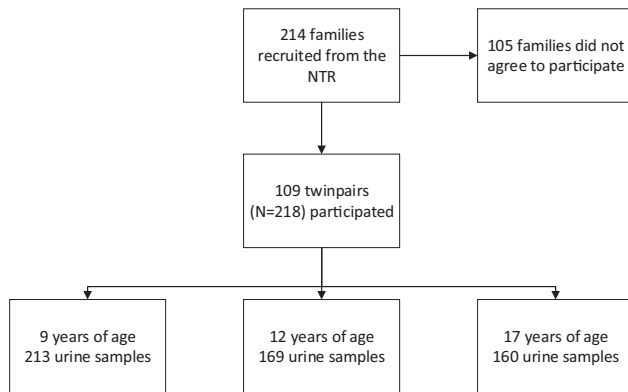 214 families
recruited from the
NTR
105 families did not
agree to participate
109 twinpairs
(N=218) participated
9 years of age
213 urine samples
12 years of age
169 urine samples
17 years of age
160 urine samples